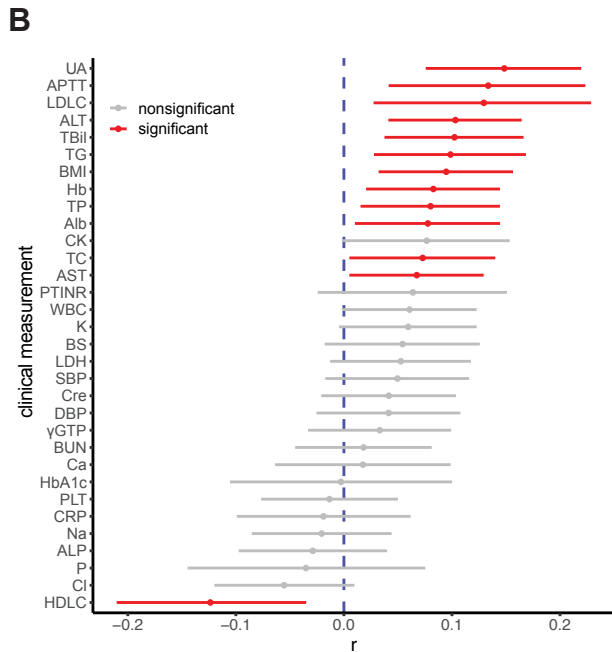 B
UA
APTT
LDLC
ALT
TBil
TG
BMI
Hb
TP
Alb
CK
TC
AST
PTINR
WBC
K
BS
LDH
SBP
Cre
DBP
γGTP
BUN
Ca
HbA1c
PLT
CRP
Na
ALP
P
Cl
HDLC
nonsignificant
significant
clinical measurement
−0.2 −0.1 0.0 0.1 0.2
r